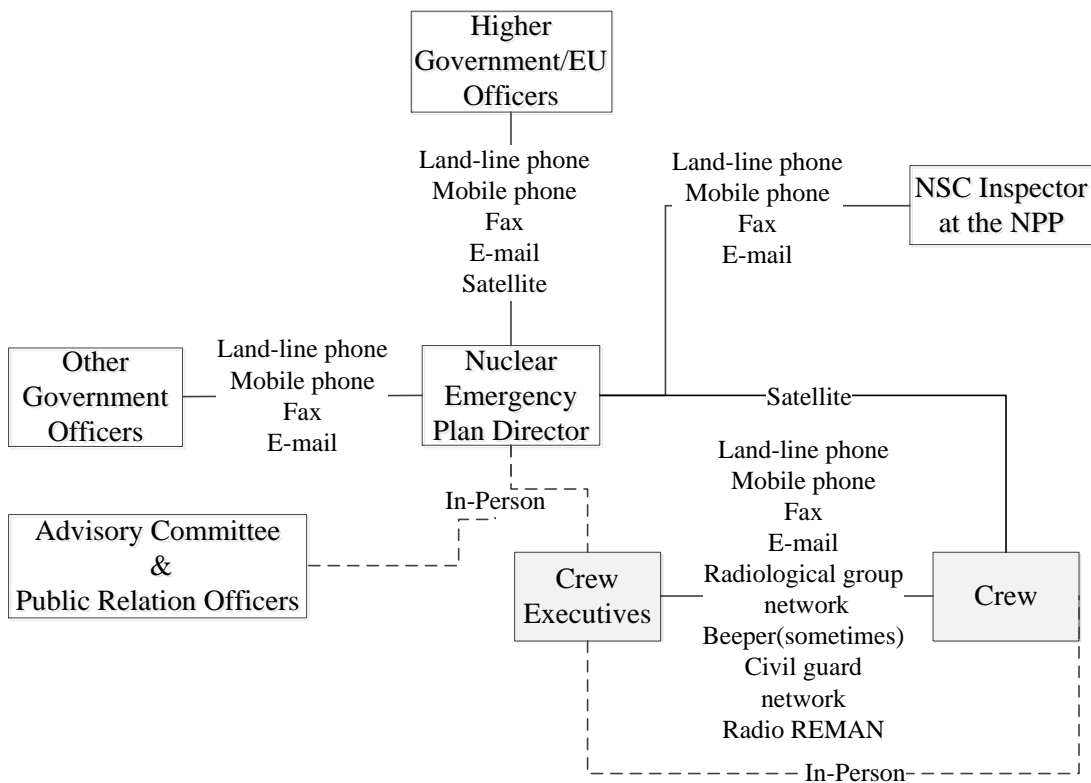 Higher
Government/EU
Officers
Land-line phone
Mobile phone
Fax
E-mail
Satellite
Land-line phone
Mobile phone
Fax
E-mail
NSC Inspector
at the NPP
Other
Government
Officers
Land-line phone
Mobile phone
Fax
E-mail
Nuclear
Emergency
Plan Director
Satellite
In-Person
Advisory Committee
&
Public Relation Officers
Crew
Executives
Land-line phone
Mobile phone
Fax
E-mail
Radiological group
network
Beeper(sometimes)
Civil guard
network
Radio REMAN
Crew
In-Person